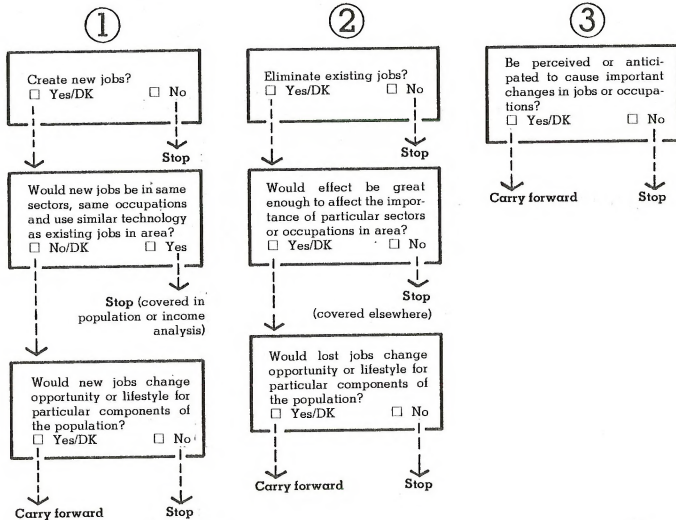 1
Create new jobs?
☐ Yes/DK ☐ No
Stop
Would new jobs be in same
sectors, same occupations
and use similar technology
as existing jobs in area?
☐ No/DK ☐ Yes
Stop (covered in
population or income
analysis)
Would new jobs change
opportunity or lifestyle for
particular components of
the population?
☐ Yes/DK ☐ No
Carry forward Stop
2
Eliminate existing jobs?
☐ Yes/DK ☐ No
Stop
Would effect be great
enough to affect the impor-
tance of particular sectors
or occupations in area?
☐ Yes/DK ☐ No
Stop
(covered elsewhere)
Would lost jobs change
opportunity or lifestyle for
particular components of
the population?
☐ Yes/DK ☐ No
Carry forward Stop
3
Be perceived or antici-
pated to cause important
changes in jobs or occupa-
tions?
☐ Yes/DK ☐ No
Carry forward Stop